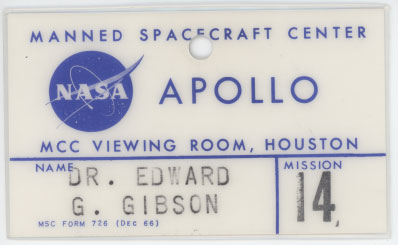 MANNED SPACECRAFT CENTER
NASA
APOLLO
MCC VIEWING ROOM, HOUSTON
NAME
DR. EDWARD
G. GIBSON
MISSION
14,
MSC FORM 726 (DEC 66)